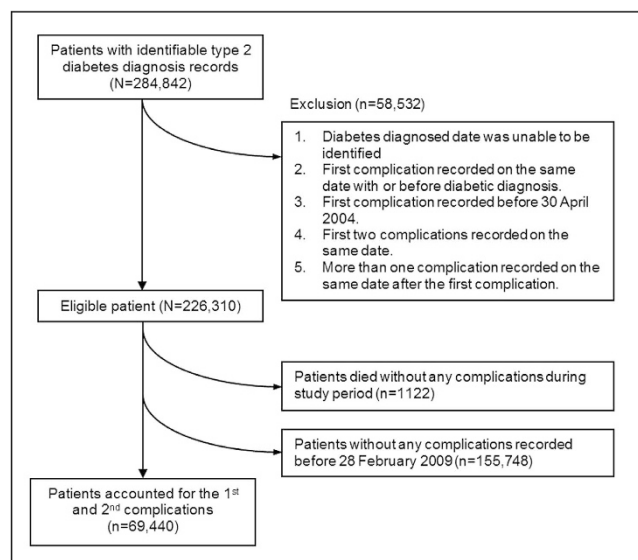 Patients with identifiable type 2
diabetes diagnosis records
(N=284,842)
Exclusion (n=58,532)
1. Diabetes diagnosed date was unable to be
identified
2. First complication recorded on the same
date with or before diabetic diagnosis.
3. First complication recorded before 30 April
2004.
4. First two complications recorded on the
same date.
5. More than one complication recorded on the
same date after the first complication.
Eligible patient (N=226,310)
Patients died without any complications during
study period (n=1122)
Patients without any complications recorded
before 28 February 2009 (n=155,748)
Patients accounted for the 1st
and 2nd complications
(n=69,440)